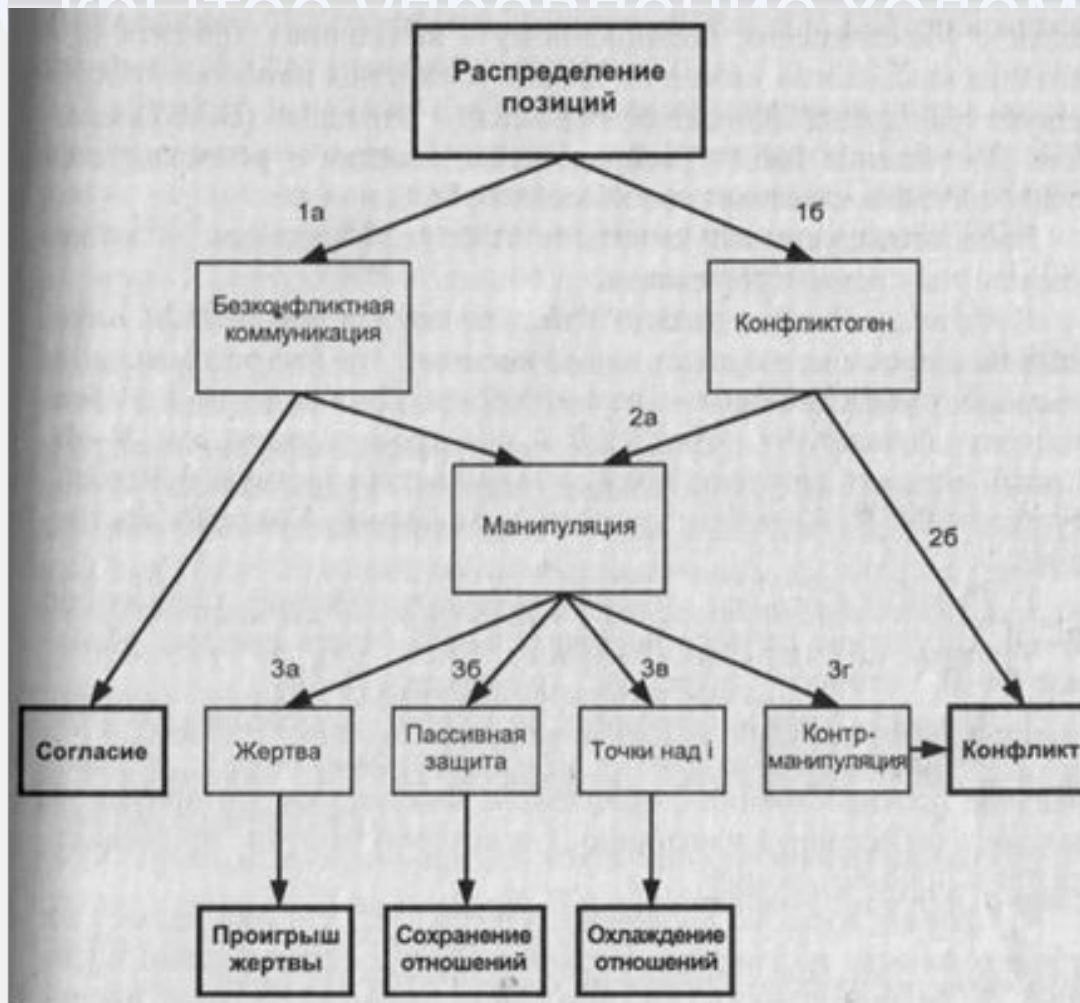 Распределение
позиций
1а
1б
Безконфликтная
коммуникация
Конфликтоген
2а
Манипуляция
2б
3а
3б
3в
3г
Согласие
Жертва
Пассивная
защита
Точки над i
Контр-
манипуляция
Конфликт
Проигрыш
жертвы
Сохранение
отношений
Охлаждение
отношений